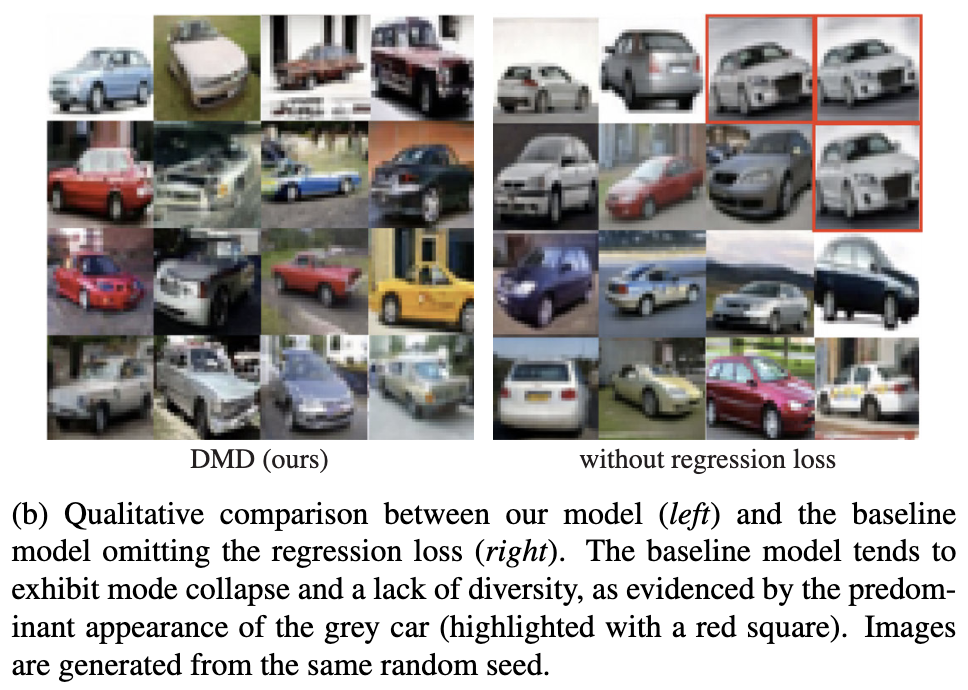 DMD (ours)
without regression loss
(b) Qualitative comparison between our model (left) and the baseline
model omitting the regression loss (right). The baseline model tends to
exhibit mode collapse and a lack of diversity, as evidenced by the predom-
inant appearance of the grey car (highlighted with a red square). Images
are generated from the same random seed.